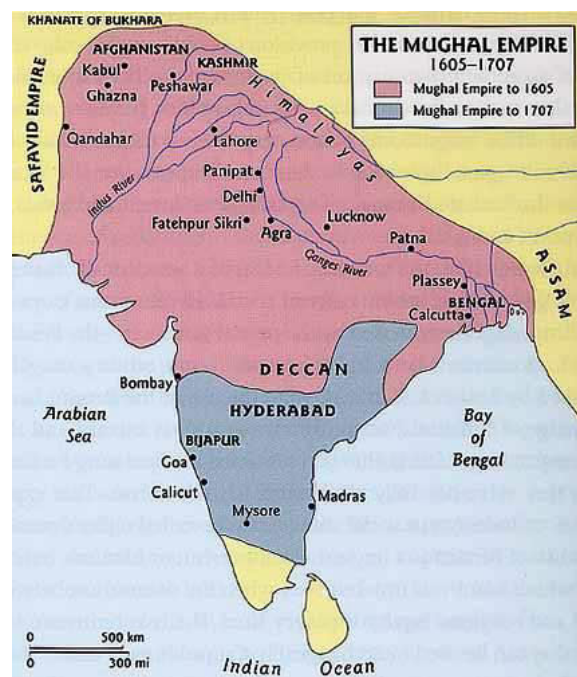 KHANATE OF BUKHARA
THE MUGHAL EMPIRE
1605–1707
Mughal Empire to 1605
Mughal Empire to 1707
AFGHANISTAN
Kabul
Ghazna
KASHMIR
Peshawar
Himalayas
SAFAVID EMPIRE
Qandahar
Lahore
Indus River
Panipat
Delhi
Fatehpur Sikri
Agra
Lucknow
Ganges River
Patna
ASSAM
Plassey
BENGAL
Calcutta
DECCAN
Bombay
HYDERABAD
Arabian
Sea
Bay
of
Bengal
BIJAPUR
Goa
Calicut
Mysore
Madras
0 500 km
0 300 mi
Indian Ocean